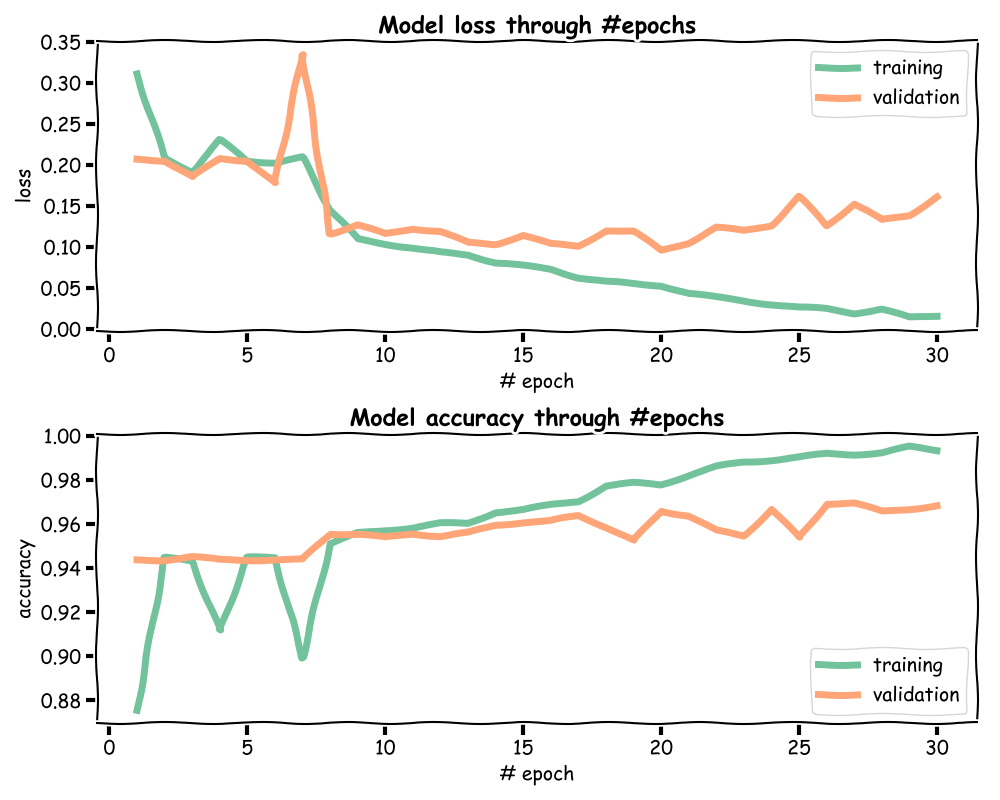 Model loss through #epochs
0.35
0.30
0.25
0.20
0.15
0.10
0.05
0.00
loss
training
validation
0 5 10 15 20 25 30
# epoch
Model accuracy through #epochs
1.00
0.98
0.96
0.94
0.92
0.90
0.88
accuracy
training
validation
0 5 10 15 20 25 30
# epoch